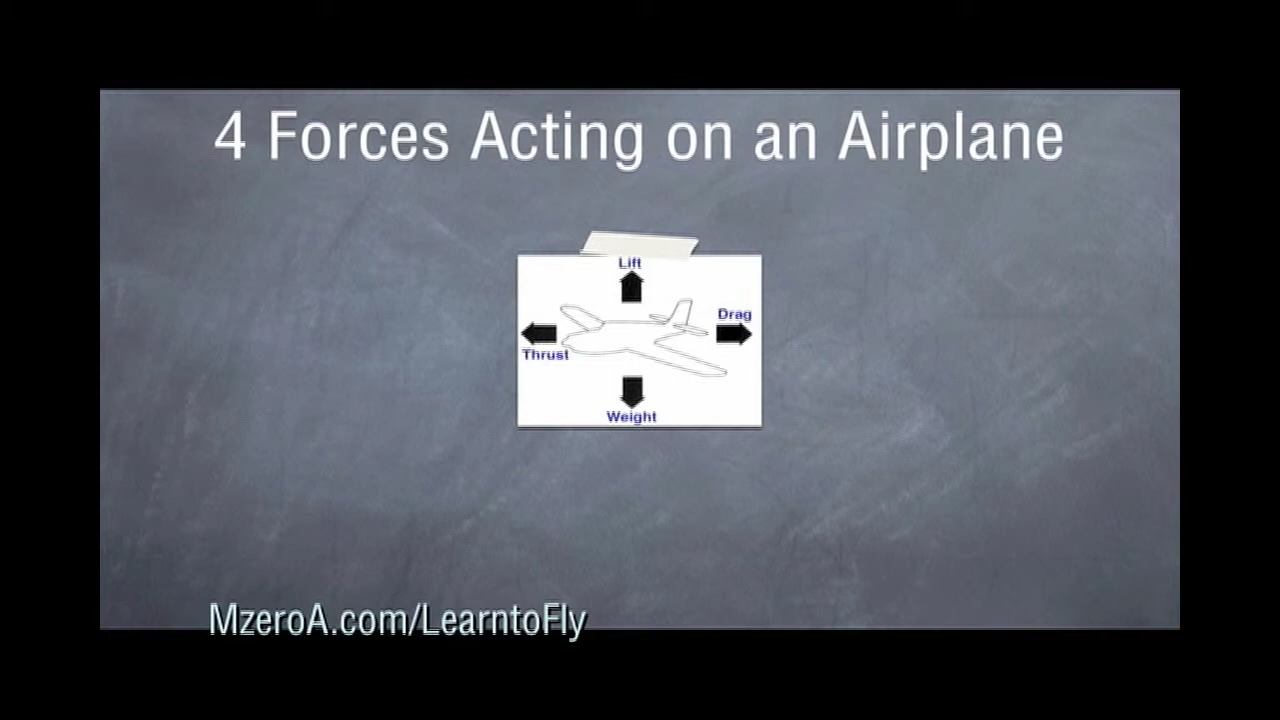 4 Forces Acting on an Airplane
Lift
Drag
Thrust
Weight
MzeroA.com/LearntoFly